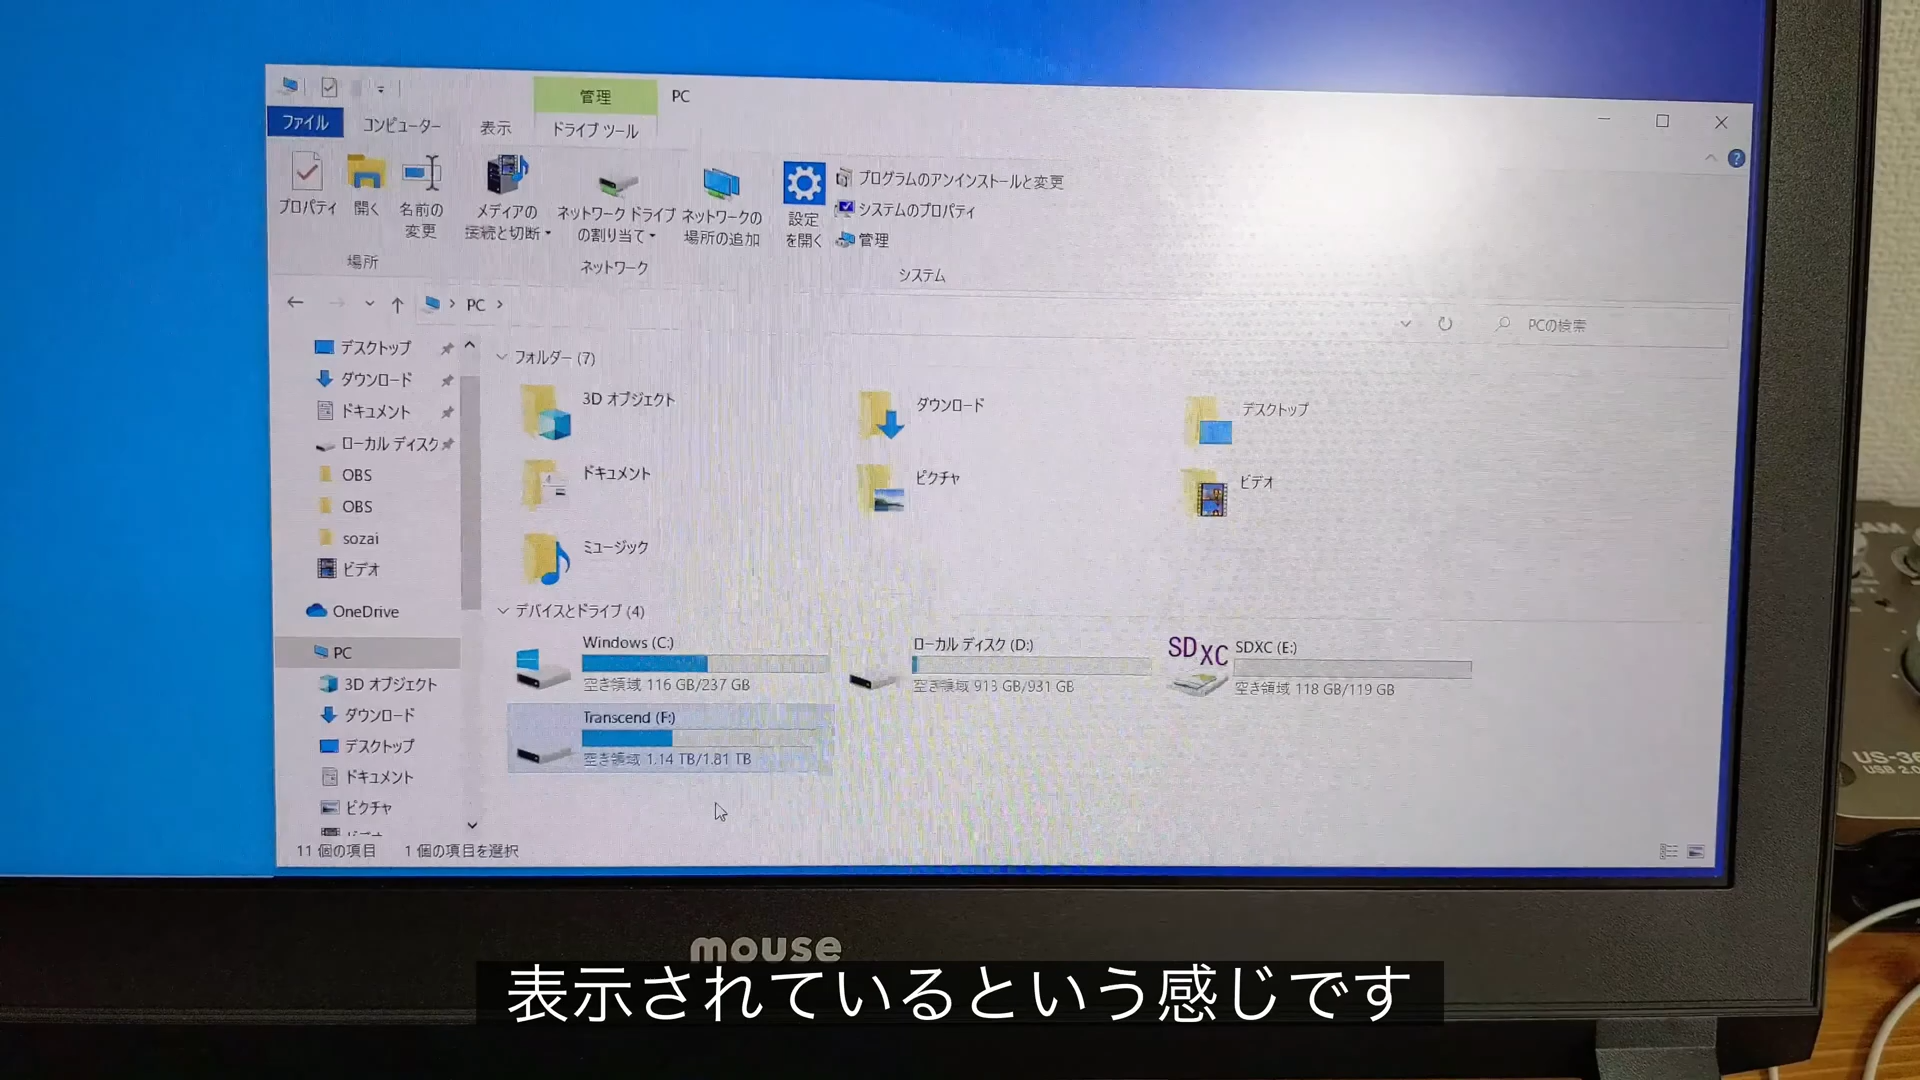 管理
PC
ファイル
コンピューター
表示
ドライブ ツール
プロパティ
開く
名前の
変更
メディアの
接続と切断
ネットワーク ドライブ
の割り当て
ネットワークの
場所の追加
設定
を開く
プログラムのアンインストールと変更
システムのプロパティ
管理
場所
ネットワーク
システム
PC
PCの検索
デスクトップ
ダウンロード
ドキュメント
ローカル ディスク
OBS
OBS
sozai
ビデオ
OneDrive
PC
3D オブジェクト
ダウンロード
デスクトップ
ドキュメント
ピクチャ
フォルダー (7)
3D オブジェクト
ダウンロード
デスクトップ
ドキュメント
ピクチャ
ビデオ
ミュージック
デバイスとドライブ (4)
Windows (C:)
空き領域 116 GB/237 GB
ローカル ディスク (D:)
空き領域 913 GB/931 GB
SDXC
SDXC (E:)
空き領域 118 GB/119 GB
Transcend (F:)
空き領域 1.14 TB/1.81 TB
11 個の項目
1 個の項目を選択
mouse
表示されているという感じです
USB 2.0